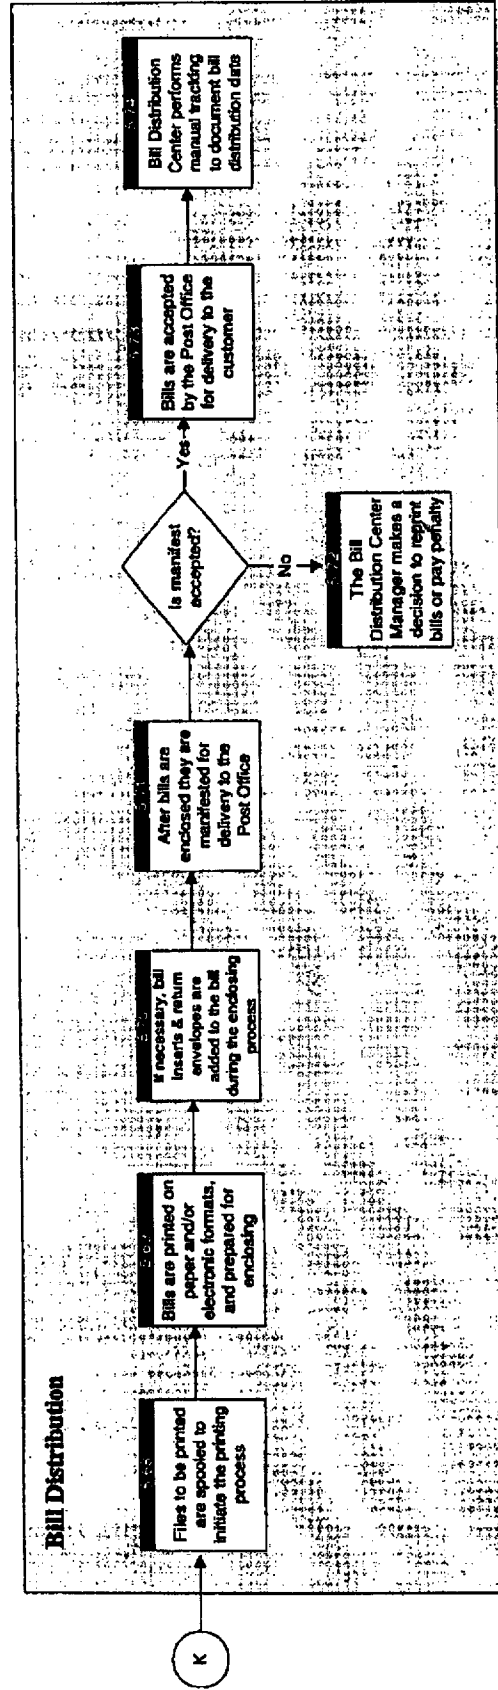 Bill Distribution
K
Files to be printed
are spooled to
initiate the printing
process
Bills are printed on
paper and/or
electronic formats,
and prepared for
enclosing
If necessary, bill
inserts & return
envelopes are
added to the bill
during the enclosing
process
After bills are
enclosed they are
manifested for
delivery to the
Post Office
Is manifest
accepted?
Yes
No
The Bill
Distribution Center
Manager makes a
decision to reprint
bills or pay penalty
Bills are accepted
by the Post Office
for delivery to the
customer
Bill Distribution
Center performs
manual tracking
to document bill
distribution date